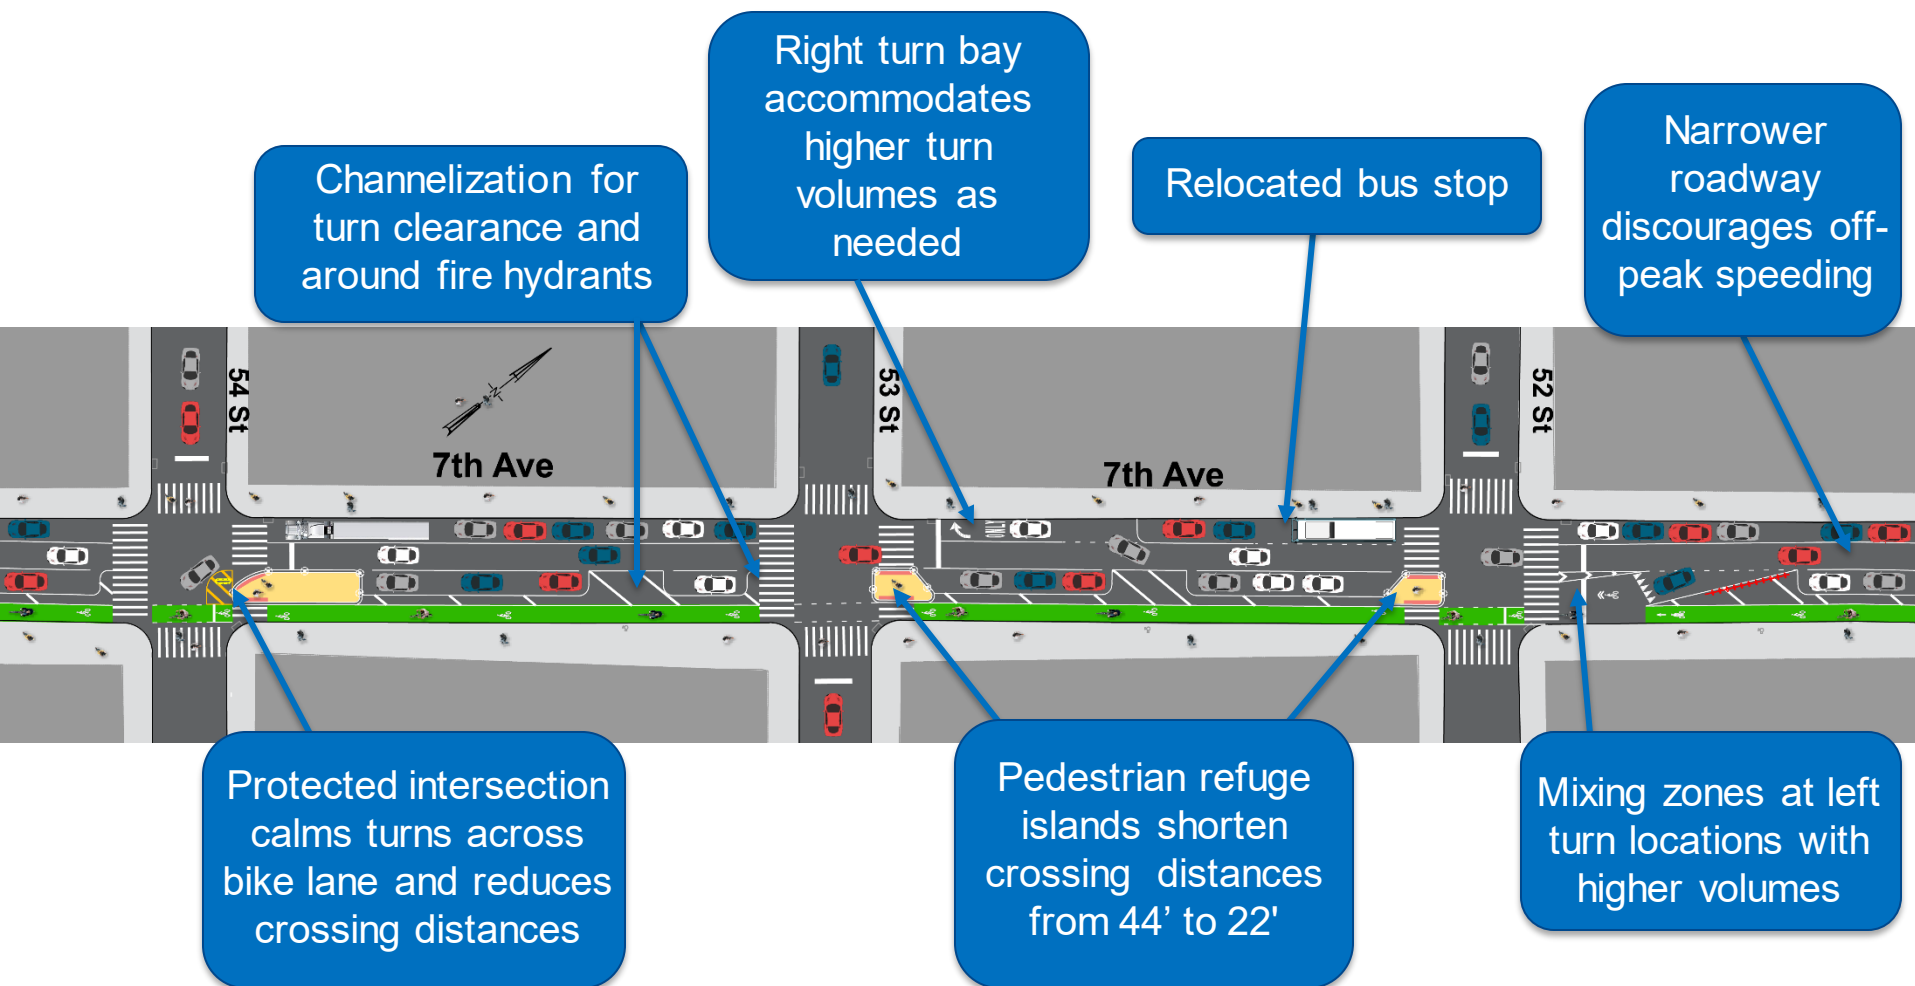 Right turn bay
accommodates
higher turn
volumes as
needed
Narrower
roadway
discourages off-
peak speeding
Channelization for
turn clearance and
around fire hydrants
Relocated bus stop
54 St
53 St
52 St
N
7th Ave
7th Ave
ONLY
Protected intersection
calms turns across
bike lane and reduces
crossing distances
Pedestrian refuge
islands shorten
crossing distances
from 44’ to 22'
Mixing zones at left
turn locations with
higher volumes